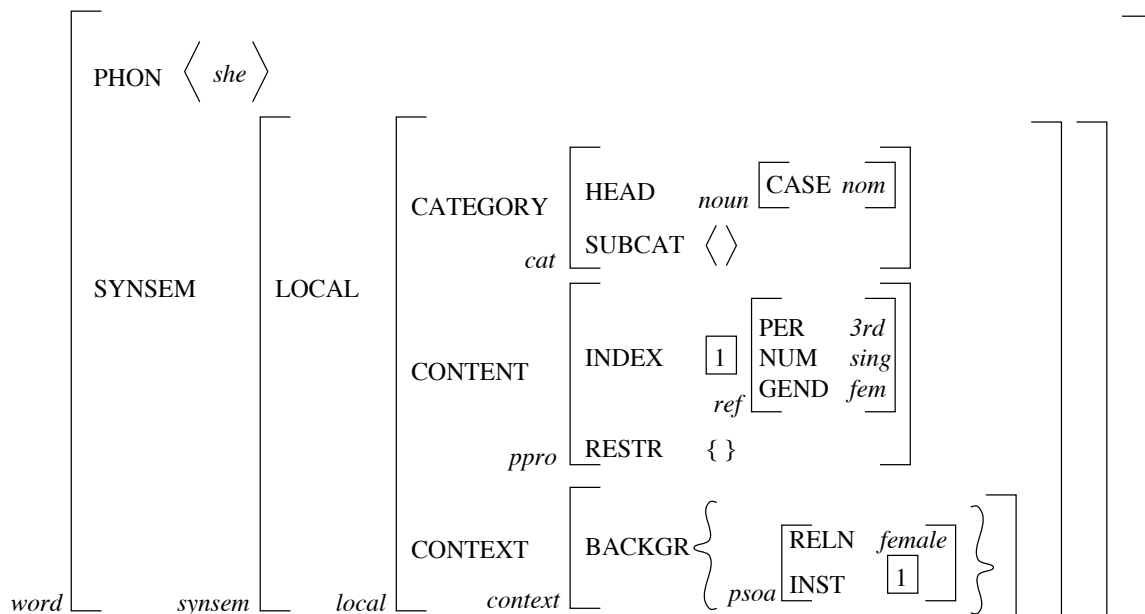 PHON ⟨ she ⟩
HEAD noun [CASE nom]
CATEGORY
SUBCAT ⟨ ⟩
cat
SYNSEM LOCAL
PER 3rd
INDEX 1 NUM sing
CONTENT
GEND fem
ref
RESTR { }
ppro
RELN female
CONTEXT BACKGR
INST 1
psoa
word synsem local context